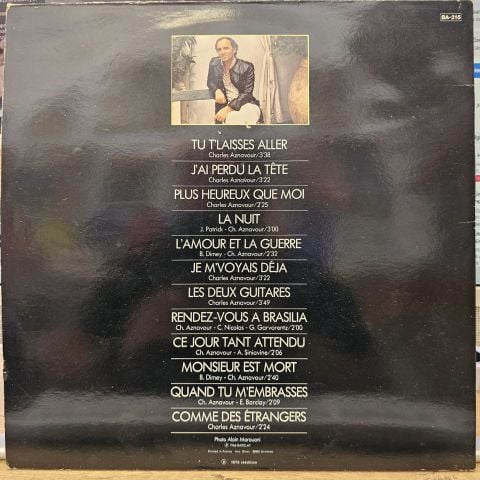 BA-215
TU T'LAISSES ALLER
Charles Aznavour/3'38
J'AI PERDU LA TÊTE
Charles Aznavour/3'22
PLUS HEUREUX QUE MOI
Charles Aznavour/2'25
LA NUIT
J. Patrick - Ch. Aznavour/3'00
L'AMOUR ET LA GUERRE
B. Dimey - Ch. Aznavour/2'32
JE M'VOYAIS DÉJA
Charles Aznavour/3'22
LES DEUX GUITARES
Charles Aznavour/3'49
RENDEZ-VOUS A BRASILIA
Ch. Aznavour - C. Nicolas - G. Garvarentz/2'00
CE JOUR TANT ATTENDU
Ch. Aznavour - A. Siniavine/2'06
MONSIEUR EST MORT
B. Dimey - Ch. Aznavour/2'40
QUAND TU M'EMBRASSES
Ch. Aznavour - E. Barclay/2'09
COMME DES ÉTRANGERS
Charles Aznavour/2'24
Photo Alain Marouani
Printed in France